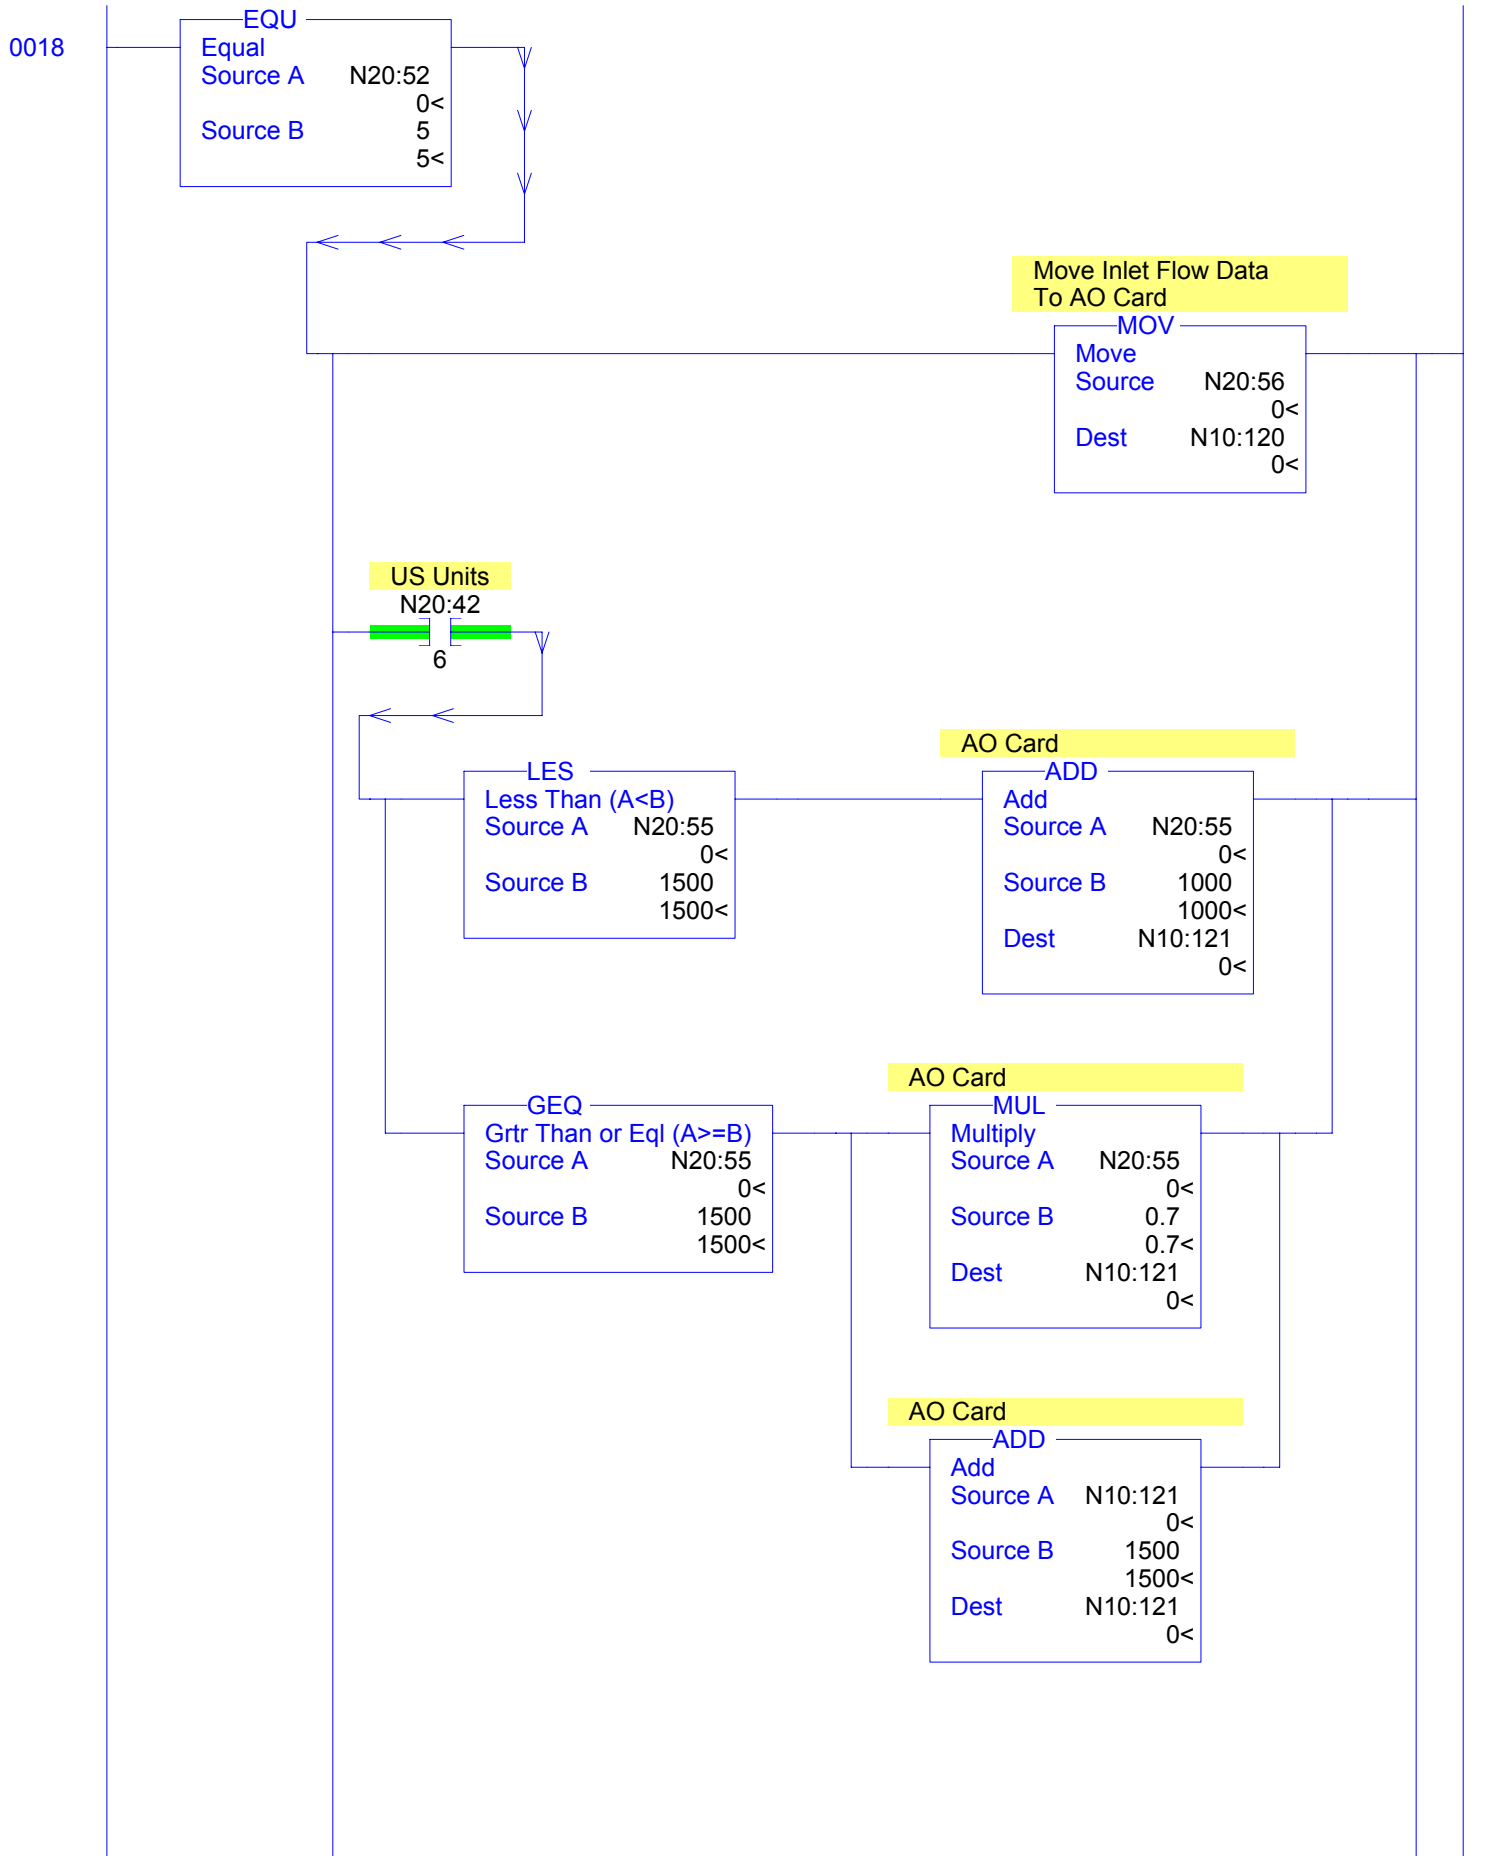 EQU
0018
Equal
Source A N20:52
0<
Source B 5
5<
Move Inlet Flow Data
To AO Card
MOV
Move
Source N20:56
0<
Dest N10:120
0<
US Units
N20:42
6
AO Card
LES
Less Than (A<B)
Source A N20:55
0<
Source B 1500
1500<
ADD
Add
Source A N20:55
0<
Source B 1000
1000<
Dest N10:121
0<
AO Card
GEQ
Grtr Than or Eql (A>=B)
Source A N20:55
0<
Source B 1500
1500<
MUL
Multiply
Source A N20:55
0<
Source B 0.7
0.7<
Dest N10:121
0<
AO Card
ADD
Add
Source A N10:121
0<
Source B 1500
1500<
Dest N10:121
0<